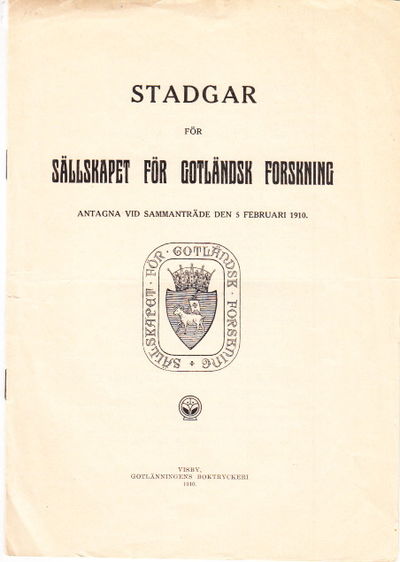 STADGAR
FÖR
SÄLLSKAPET FÖR GOTLÄNDSK FORSKNING
ANTAGNA VID SAMMANTRÄDE DEN 5 FEBRUARI 1910.
SÄLLSKAPET · FÖR · GOTLÄNDSK · FORSKNING
VISBY,
GOTLÄNNINGENS BOKTRYCKERI
1910.